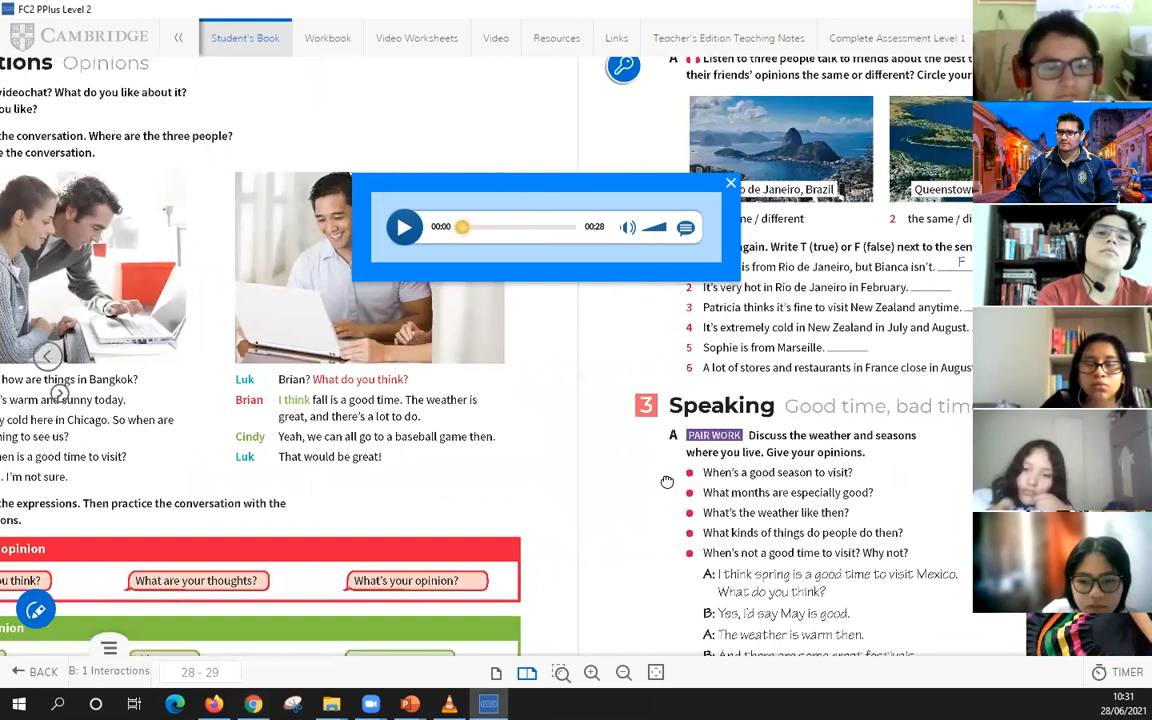 FC2 PPlus Level 2
CAMBRIDGE
Student's Book
Workbook
Video Worksheets
Video
Resources
Links
Teacher's Edition Teaching Notes
Complete Assessment Level 1
tions Opinions
videochat? What do you like about it?
ou like?
the conversation. Where are the three people?
e the conversation.
how are things in Bangkok?
's warm and sunny today.
y cold here in Chicago. So when are
ning to see us?
en is a good time to visit?
. I'm not sure.
Luk Brian? What do you think?
Brian I think fall is a good time. The weather is
great, and there's a lot to do.
Cindy Yeah, we can all go to a baseball game then.
Luk That would be great!
the expressions. Then practice the conversation with the
ons.
opinion
ou think?
What are your thoughts?
What's your opinion?
nion
00:00
00:28
A Listen to three people talk to friends about the best t
their friends' opinions the same or different? Circle your
o de Janeiro, Brazil
Queenstown
me / different
2 the same / di
gain. Write T (true) or F (false) next to the sen
is from Rio de Janeiro, but Bianca isn't. F
2 It's very hot in Rio de Janeiro in February.
3 Patricia thinks it's fine to visit New Zealand anytime.
4 It's extremely cold in New Zealand in July and August.
5 Sophie is from Marseille.
6 A lot of stores and restaurants in France close in Augus
3 Speaking Good time, bad tim
A PAIR WORK Discuss the weather and seasons
where you live. Give your opinions.
When's a good season to visit?
What months are especially good?
What's the weather like then?
What kinds of things do people do then?
When's not a good time to visit? Why not?
A: I think spring is a good time to visit Mexico.
What do you think?
B: Yes, I'd say May is good.
A: The weather is warm then.
B: And there are some great festivals.
BACK
B: 1 Interactions
28 - 29
TIMER
10:31
28/06/2021